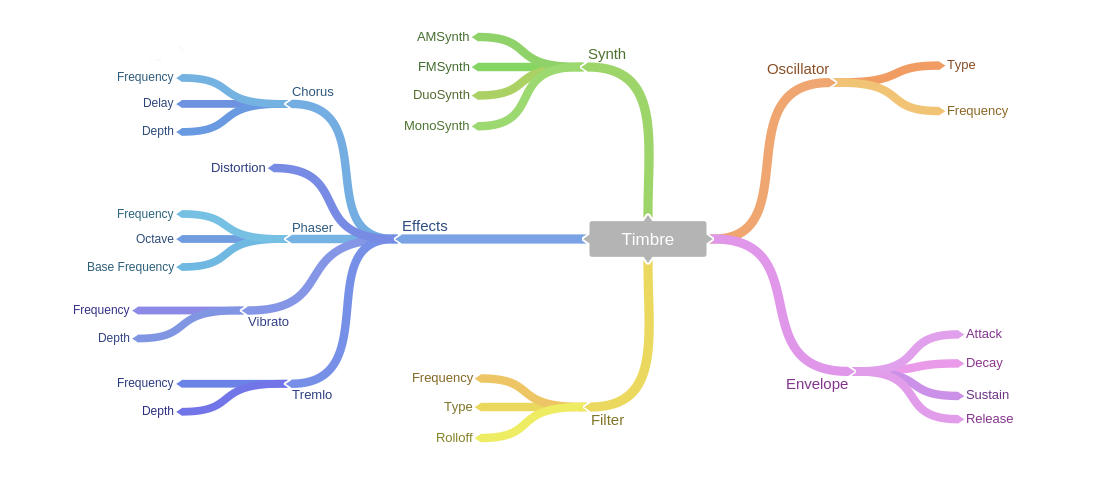 Timbre
Synth
AMSynth
FMSynth
DuoSynth
MonoSynth
Oscillator
Type
Frequency
Envelope
Attack
Decay
Sustain
Release
Filter
Frequency
Type
Rolloff
Effects
Chorus
Frequency
Delay
Depth
Distortion
Phaser
Frequency
Octave
Base Frequency
Vibrato
Frequency
Depth
Tremlo
Frequency
Depth